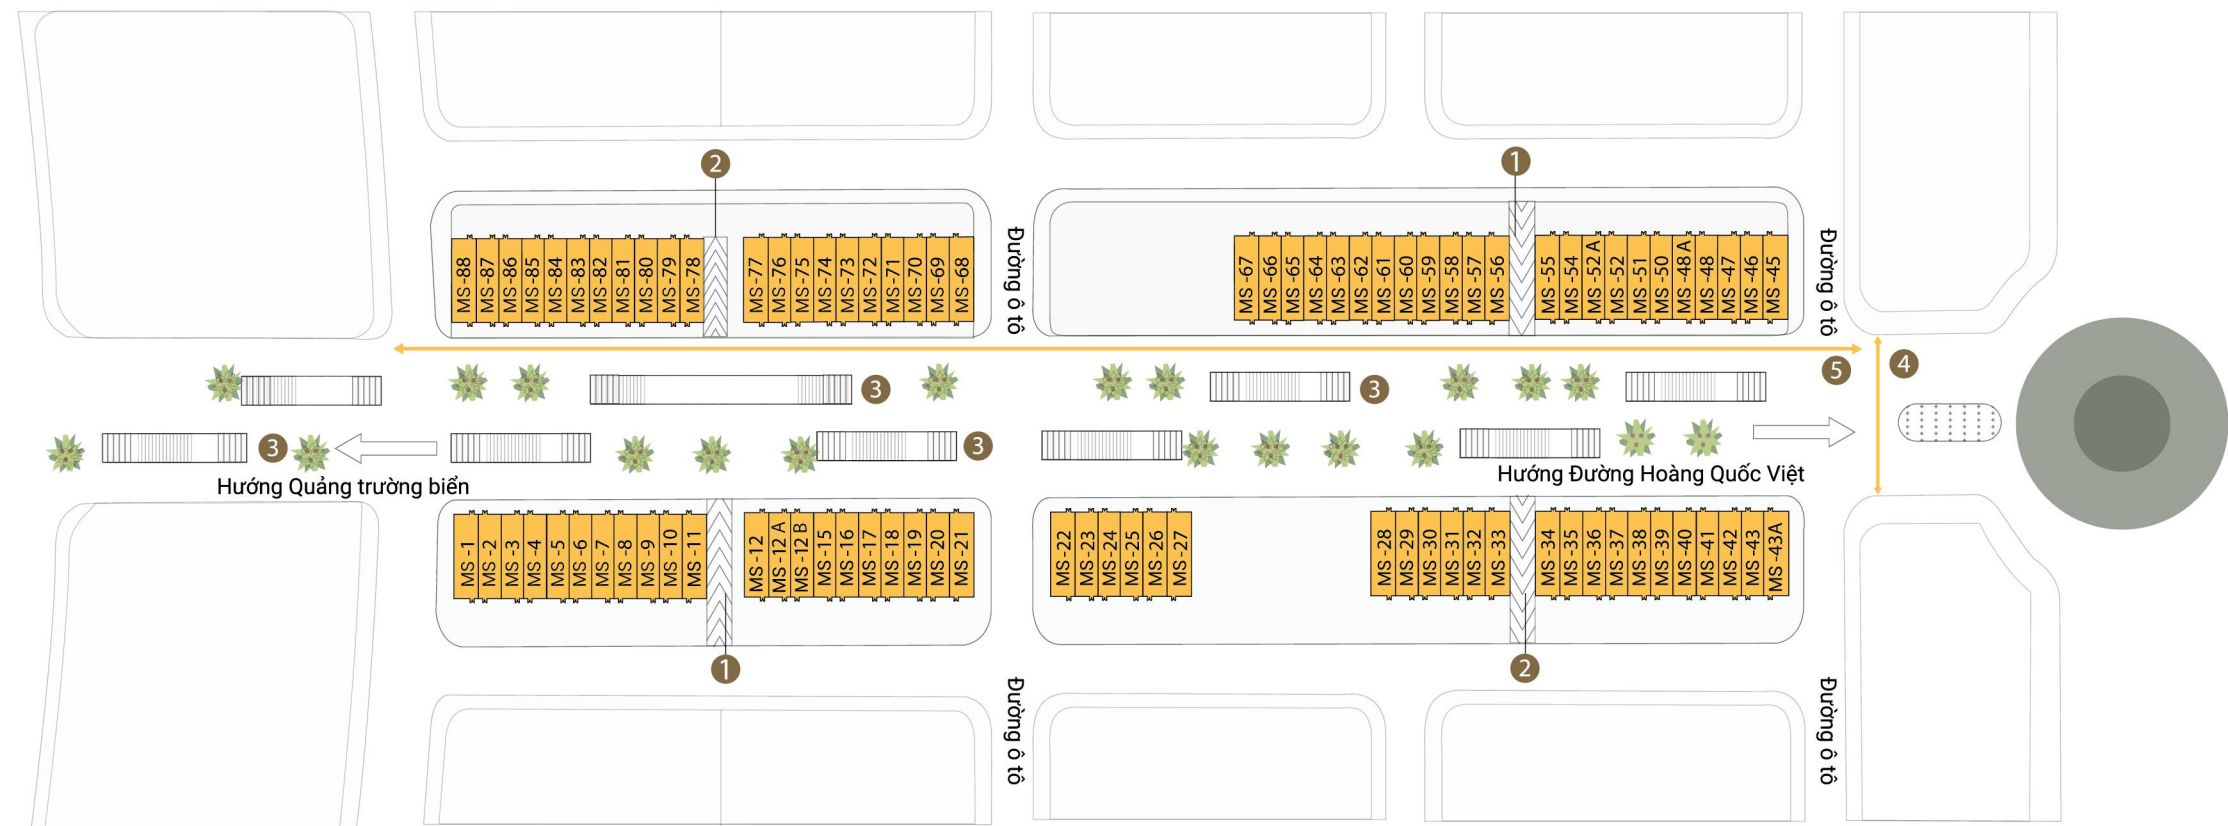 2
1
MS-88
MS-87
MS-86
MS-85
MS-84
MS-83
MS-82
MS-81
MS-80
MS-79
MS-78
MS-77
MS-76
MS-75
MS-74
MS-73
MS-72
MS-71
MS-70
MS-69
MS-68
Đường ô tô
MS-67
MS-66
MS-65
MS-64
MS-63
MS-62
MS-61
MS-60
MS-59
MS-58
MS-57
MS-56
MS-55
MS-54
MS-52A
MS-52
MS-51
MS-50
MS-48A
MS-48
MS-47
MS-46
MS-45
Đường ô tô
5
4
3
3
3
3
Hướng Quảng trường biển
Hướng Đường Hoàng Quốc Việt
MS-1
MS-2
MS-3
MS-4
MS-5
MS-6
MS-7
MS-8
MS-9
MS-10
MS-11
MS-12
MS-12A
MS-12B
MS-15
MS-16
MS-17
MS-18
MS-19
MS-20
MS-21
MS-22
MS-23
MS-24
MS-25
MS-26
MS-27
MS-28
MS-29
MS-30
MS-31
MS-32
MS-33
MS-34
MS-35
MS-36
MS-37
MS-38
MS-39
MS-40
MS-41
MS-42
MS-43
MS-43A
1
2
Đường ô tô
Đường ô tô